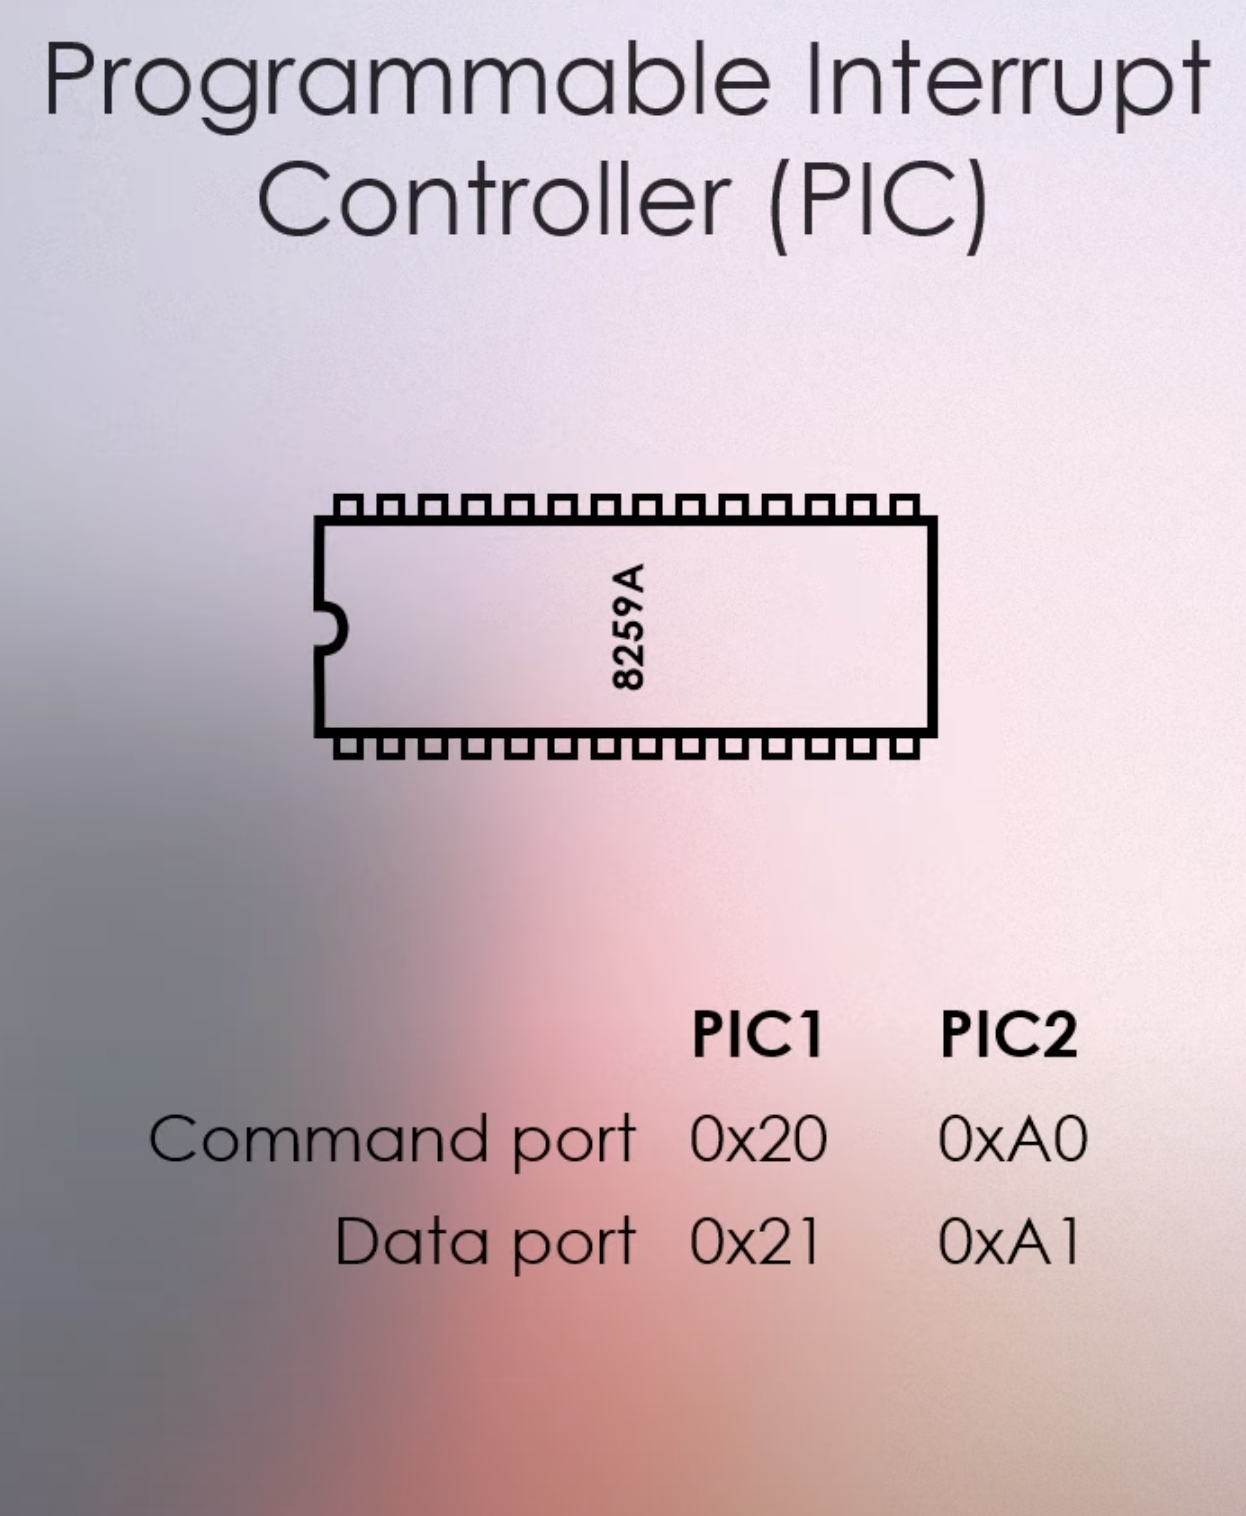 Programmable Interrupt
Controller (PIC)
8259A
PIC1 PIC2
Command port 0x20 0xA0
Data port 0x21 0xA1